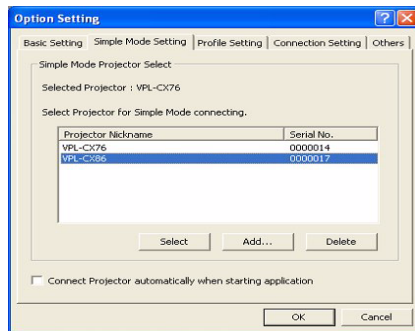 Option Setting
Basic Setting Simple Mode Setting Profile Setting Connection Setting Others
Simple Mode Projector Select
Selected Projector : VPL-CX76
Select Projector for Simple Mode connecting.
Projector Nickname Serial No.
VPL-CX76 0000014
VPL-CX86 0000017
Select Add... Delete
Connect Projector automatically when starting application
OK Cancel